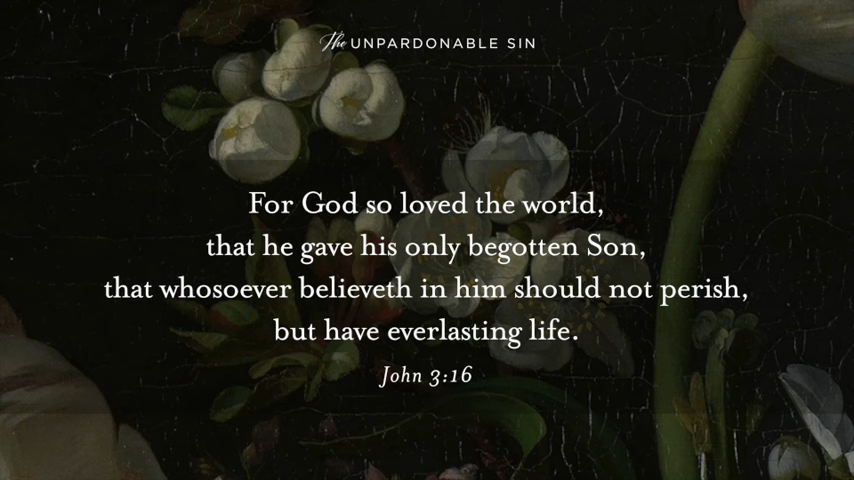 The UNPARDONABLE SIN
For God so loved the world,
that he gave his only begotten Son,
that whosoever believeth in him should not perish,
but have everlasting life.
John 3:16